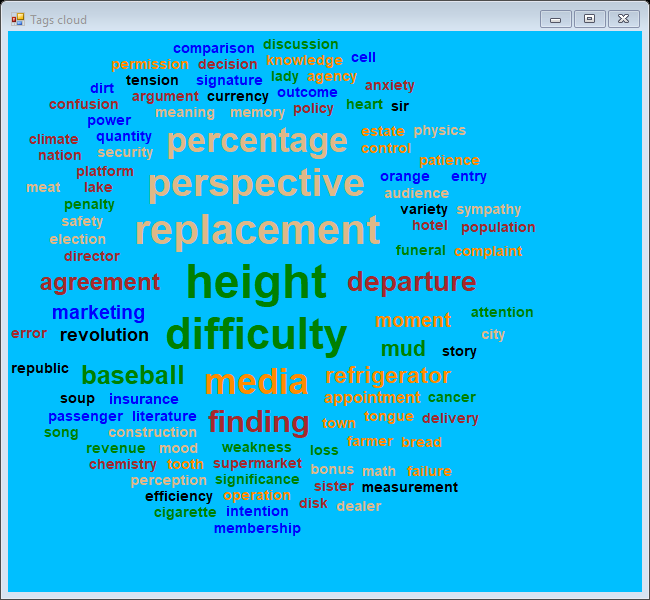 Tags cloud
comparison discussion
permission decision knowledge cell
dirt tension signature lady agency
confusion argument currency outcome anxiety
power meaning memory policy heart sir
climate quantity percentage estate physics
nation security control
platform perspective patience
meat lake orange entry
penalty audience
safety replacement variety sympathy
election hotel population
director funeral complaint
agreement height departure
marketing moment attention
error revolution difficulty city
mud story
republic baseball media refrigerator
soup insurance appointment cancer
passenger literature finding town tongue delivery
song construction farmer bread
revenue mood weakness loss
chemistry tooth supermarket bonus math failure
perception significance sister measurement
efficiency operation disk dealer
cigarette intention
membership